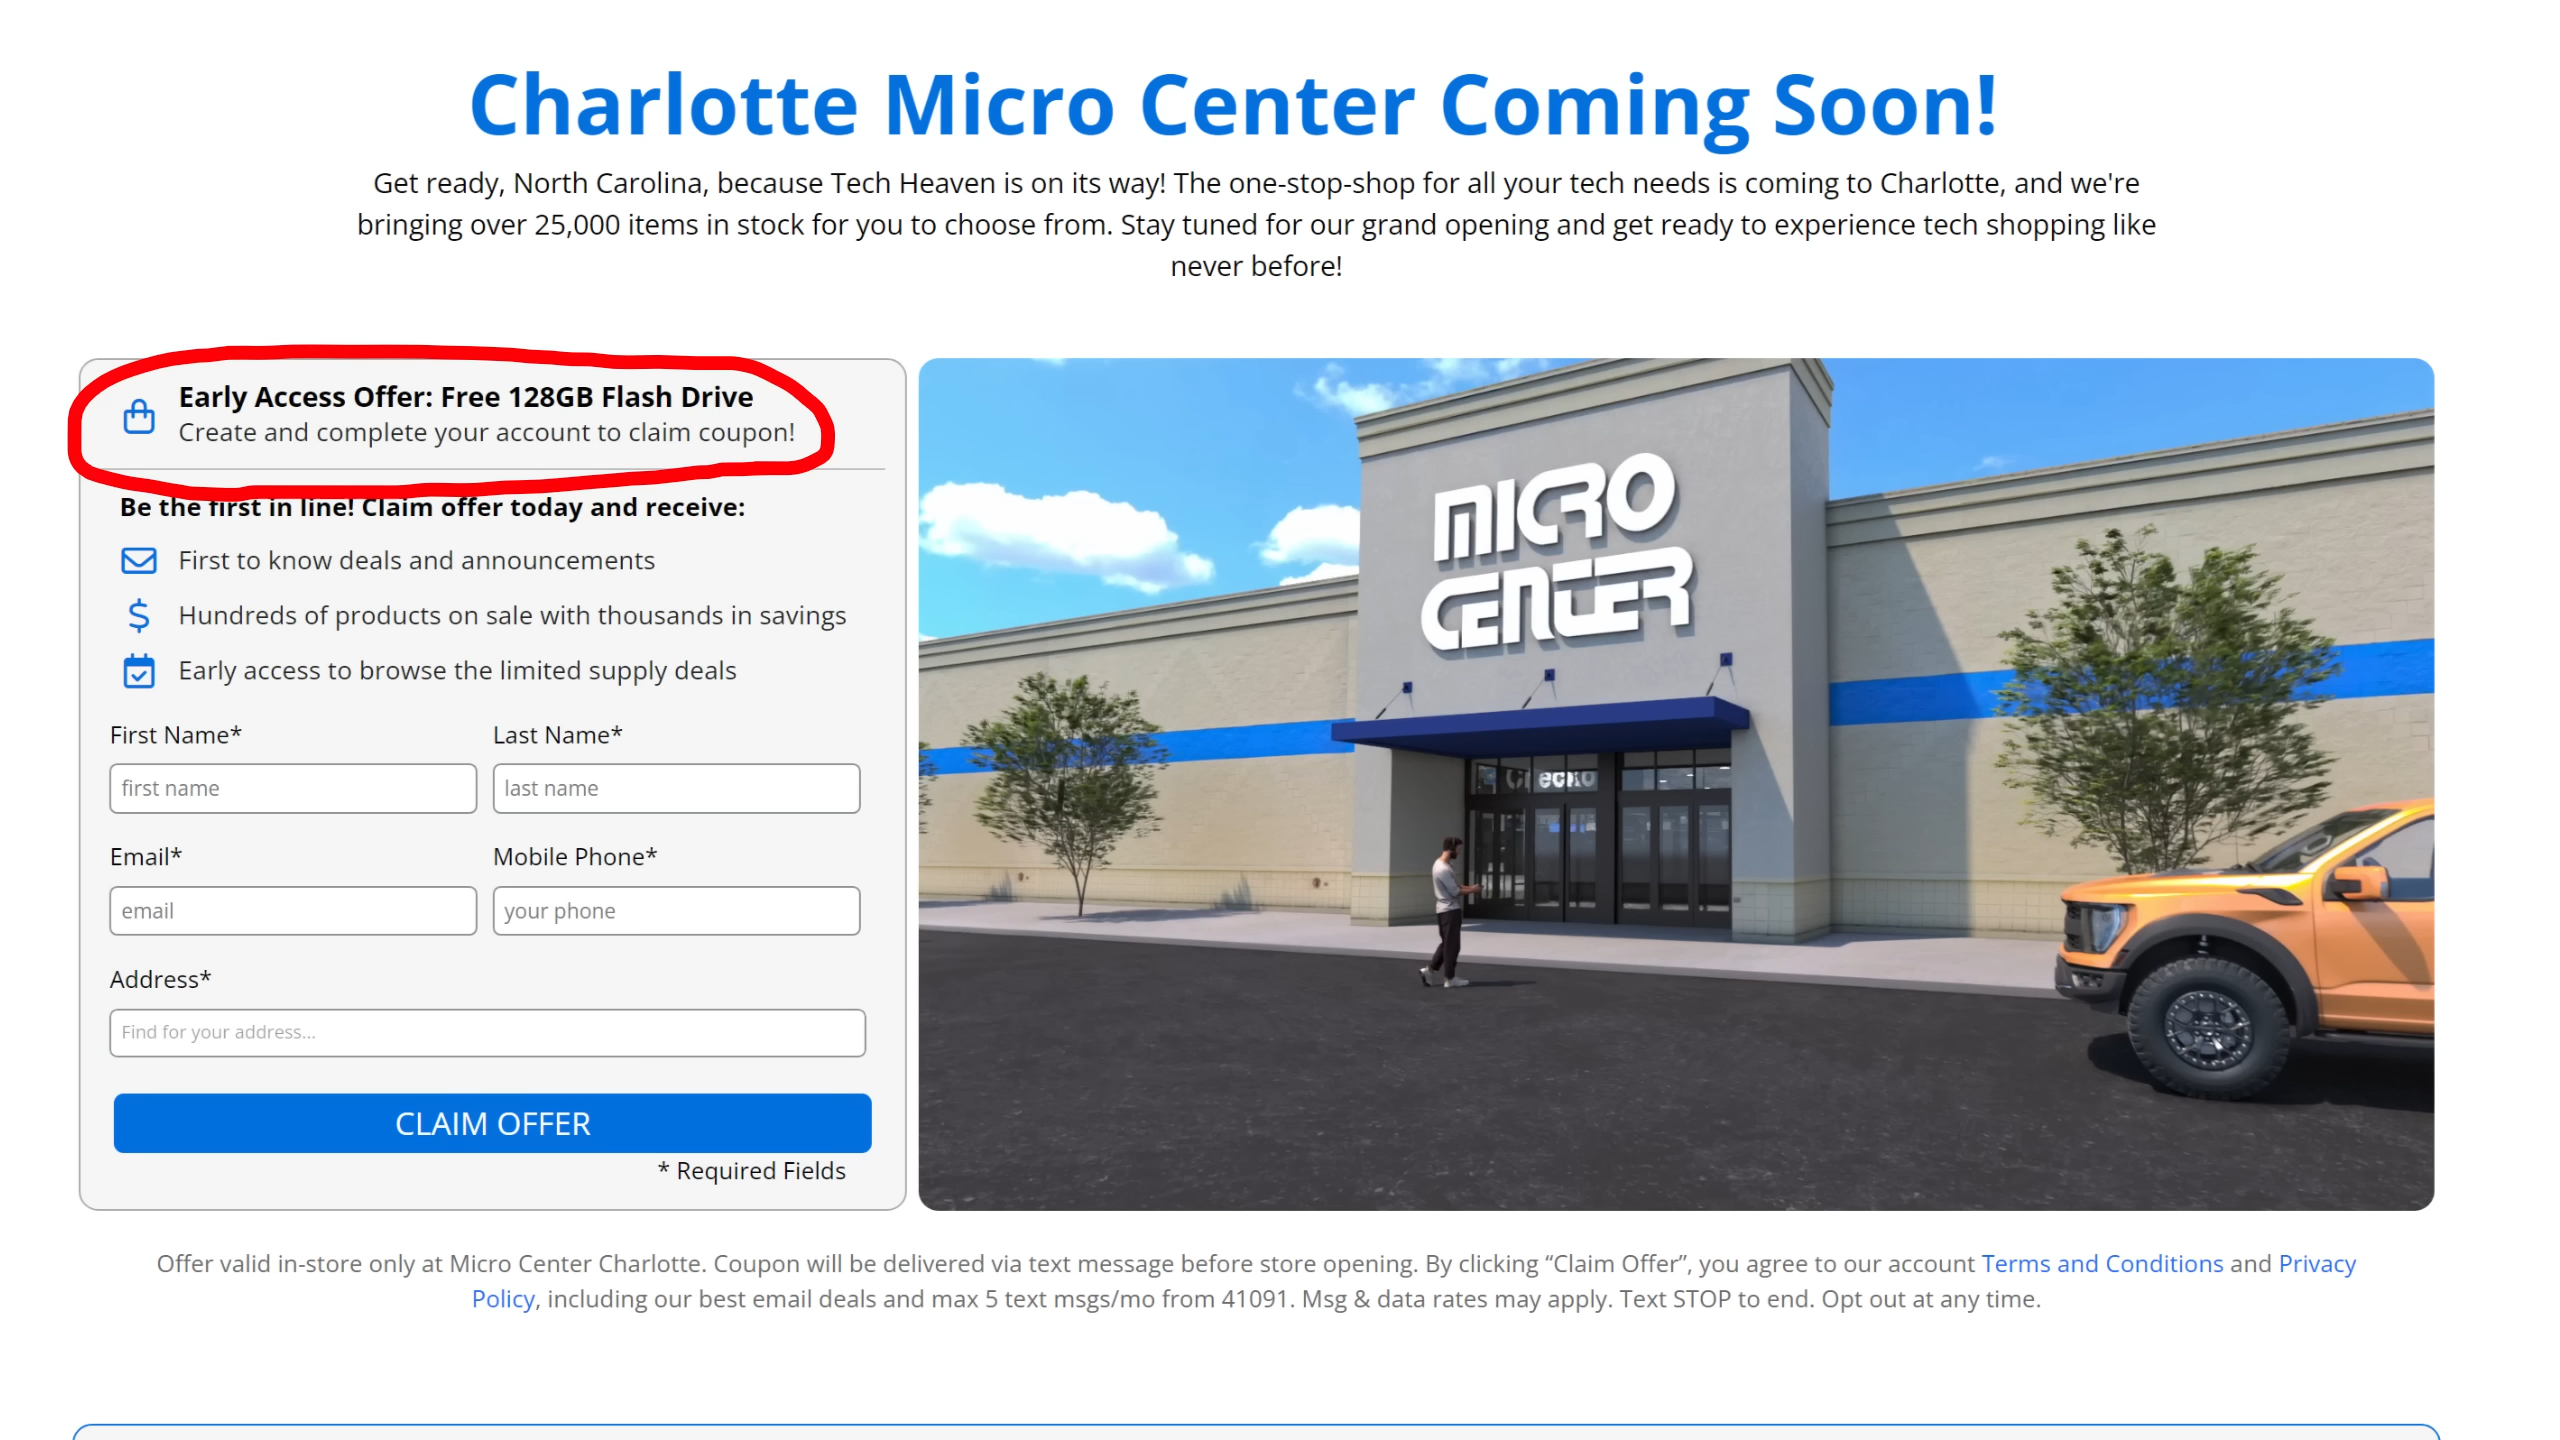 Charlotte Micro Center Coming Soon!
Get ready, North Carolina, because Tech Heaven is on its way! The one-stop-shop for all your tech needs is coming to Charlotte, and we're
bringing over 25,000 items in stock for you to choose from. Stay tuned for our grand opening and get ready to experience tech shopping like
never before!
Early Access Offer: Free 128GB Flash Drive
Create and complete your account to claim coupon!
Be the first in line! Claim offer today and receive:
First to know deals and announcements
Hundreds of products on sale with thousands in savings
Early access to browse the limited supply deals
First Name* Last Name*
first name last name
Email* Mobile Phone*
email your phone
Address*
Find for your address...
CLAIM OFFER
* Required Fields
MICRO
CENTER
Offer valid in-store only at Micro Center Charlotte. Coupon will be delivered via text message before store opening. By clicking “Claim Offer”, you agree to our account Terms and Conditions and Privacy
Policy, including our best email deals and max 5 text msgs/mo from 41091. Msg & data rates may apply. Text STOP to end. Opt out at any time.